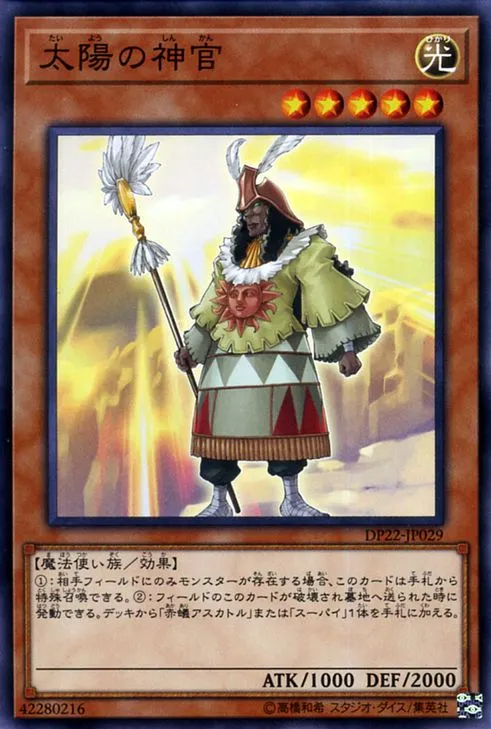 太陽の神官
光
DP22-JP029
【魔法使い族／効果】
①：相手フィールドにのみモンスターが存在する場合、このカードは手札から
特殊召喚できる。②：フィールドのこのカードが破壊され墓地へ送られた時に
発動できる。デッキから「赤蟻アスカトル」または「スーパイ」1体を手札に加える。
ATK/1000 DEF/2000
42280216
©高橋和希 スタジオ・ダイス/集英社